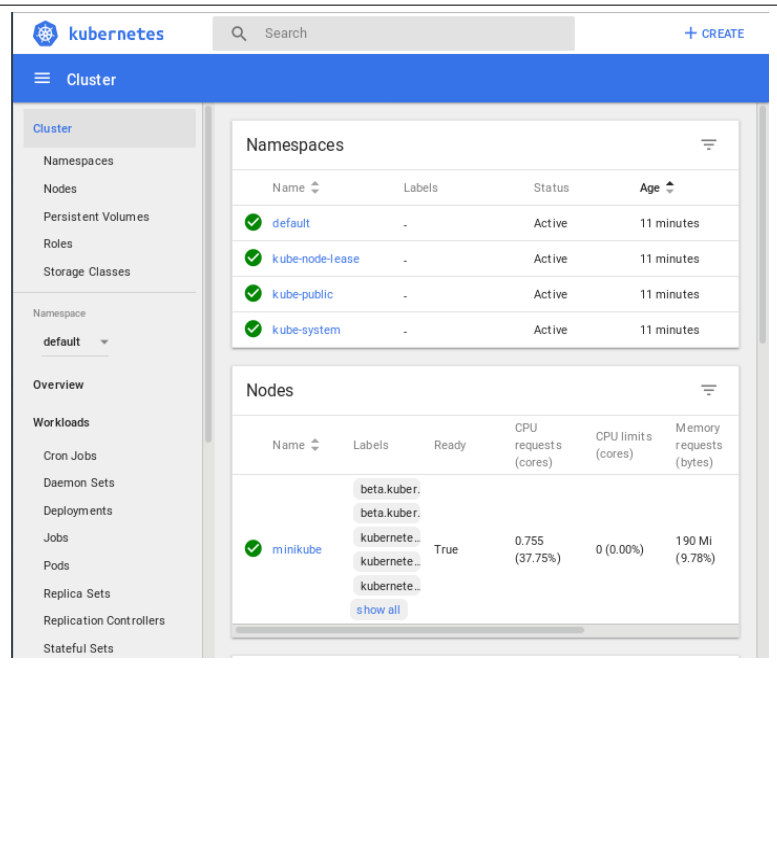 kubernetes
Search
+ CREATE
Cluster
Cluster
Namespaces
Nodes
Persistent Volumes
Roles
Storage Classes
Namespace
default
Overview
Workloads
Cron Jobs
Daemon Sets
Deployments
Jobs
Pods
Replica Sets
Replication Controllers
Stateful Sets
Namespaces
Name Labels Status Age
default - Active 11 minutes
kube-node-lease - Active 11 minutes
kube-public - Active 11 minutes
kube-system - Active 11 minutes
Nodes
Name Labels Ready CPU requests (cores) CPU limits (cores) Memory requests (bytes)
beta.kuber.
beta.kuber.
kubernete...
kubernete...
kubernete...
show all
minikube True 0.755 (37.75%) 0 (0.00%) 190 Mi (9.78%)